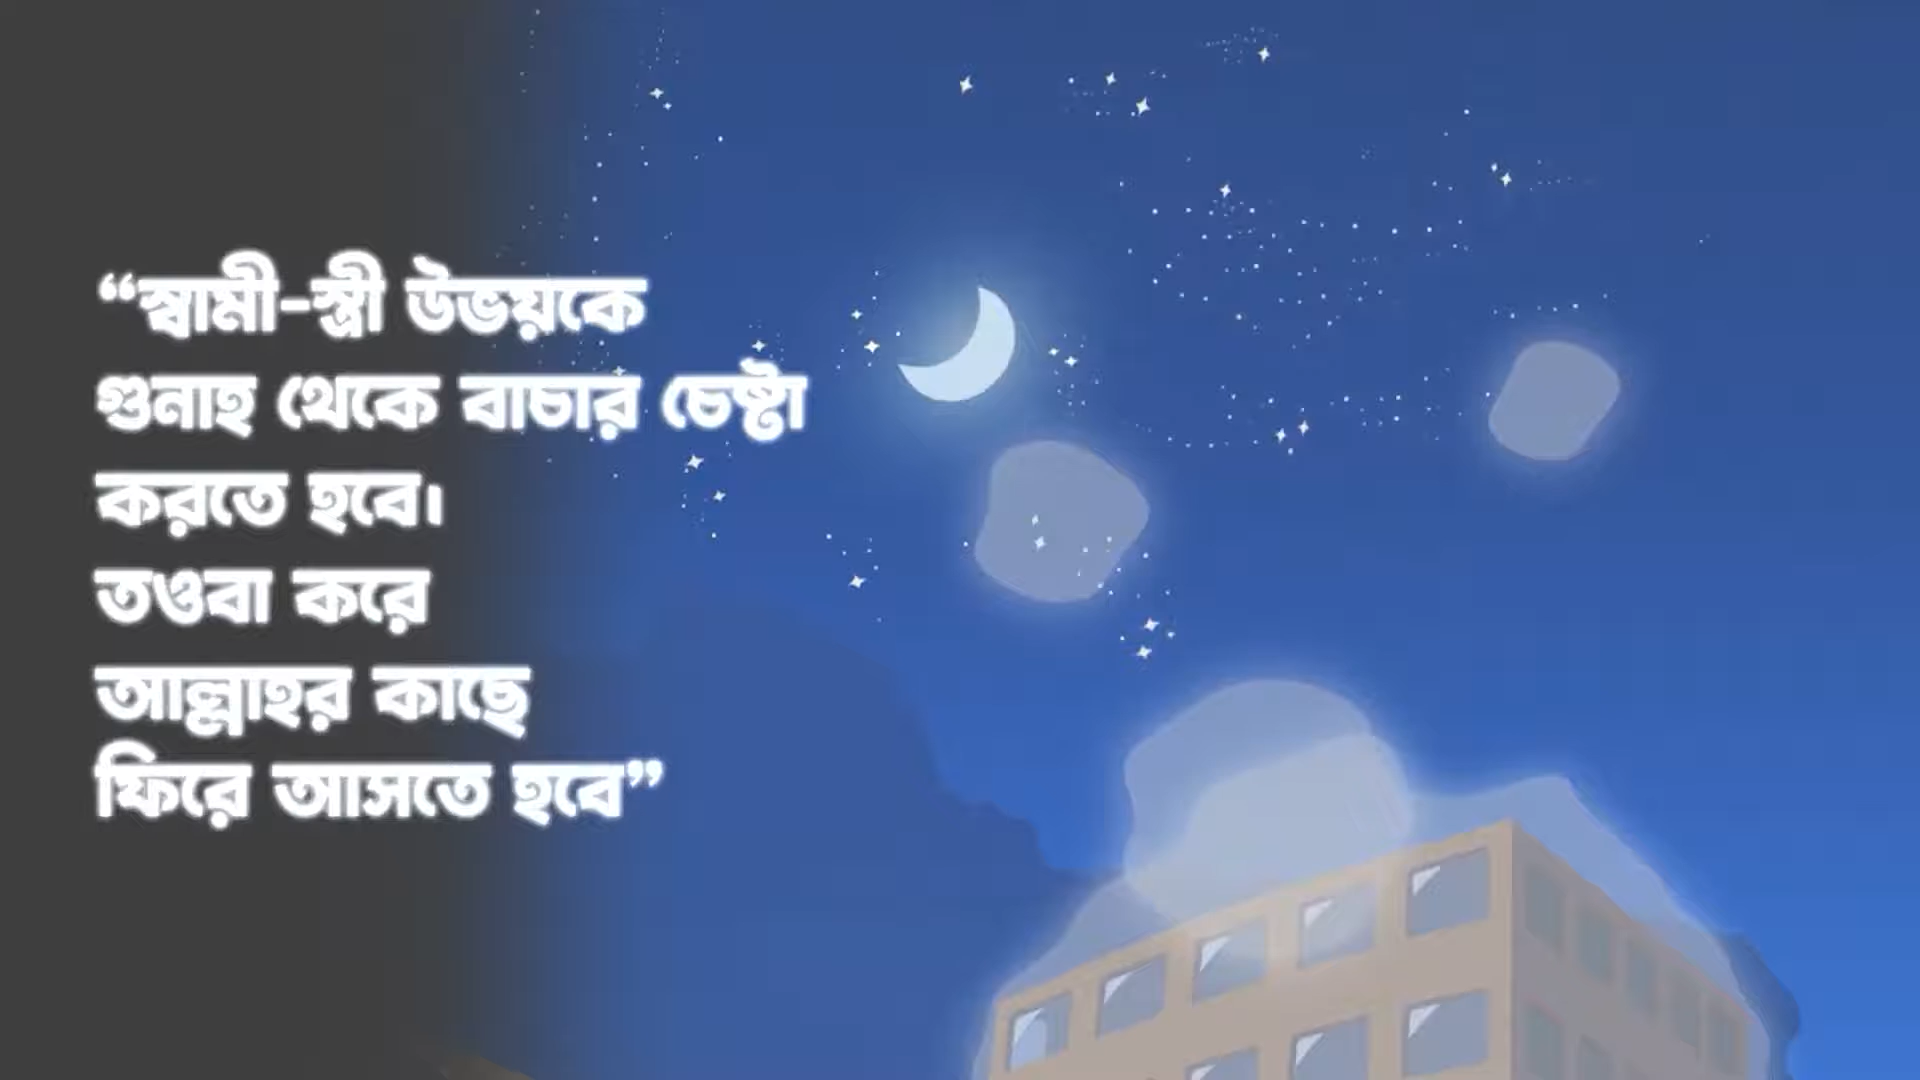 “স্বামী-স্ত্রী উভয়কে
গুনাহ থেকে বাচার চেষ্টা
করতে হবে।
তওবা করে
আল্লাহর কাছে
ফিরে আসতে হবে”